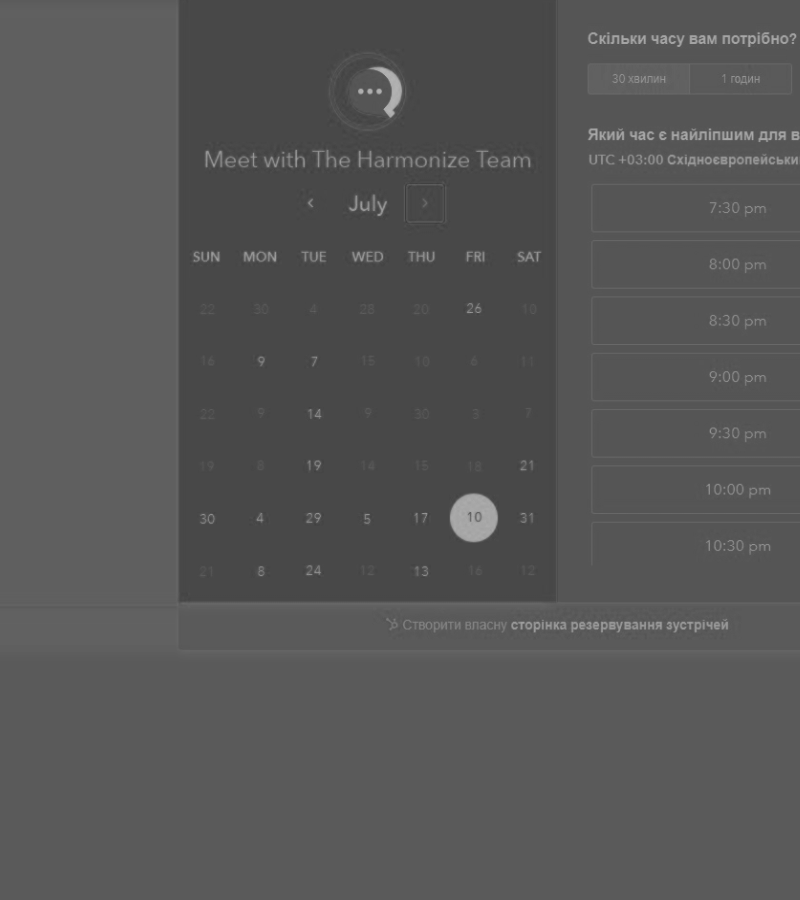 Скільки часу вам потрібно?
30 хвилин 1 годин
Meet with The Harmonize Team
July
SUN MON TUE WED THU FRI SAT
22 30 4 28 20 26 10
16 9 7 15 10 6 11
22 9 14 9 30 3 7
19 8 19 14 15 18 21
30 4 29 5 17 10 31
21 8 24 12 13 16 12
Який час є найліпшим для в
UTC +03:00 Східноєвропейськи
7:30 pm
8:00 pm
8:30 pm
9:00 pm
9:30 pm
10:00 pm
10:30 pm
Створити власну сторінка резервування зустрічей